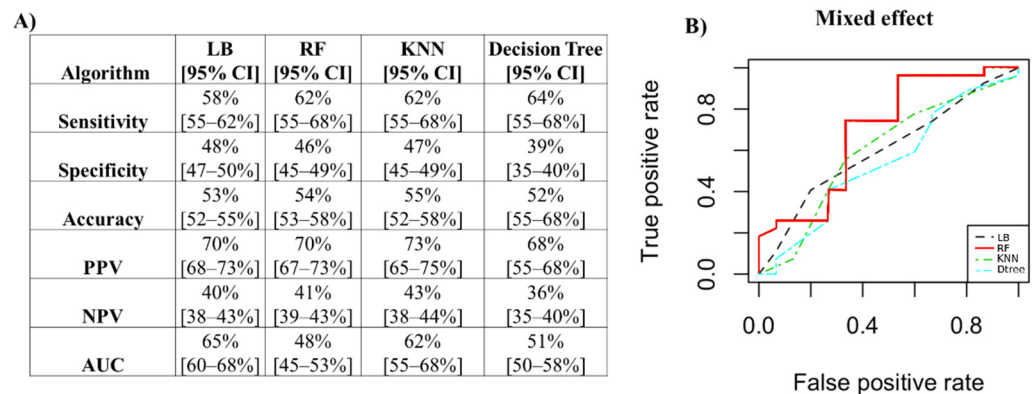 A)
Algorithm LB [95% CI] RF [95% CI] KNN [95% CI] Decision Tree [95% CI]
Sensitivity 58% [55–62%] 62% [55–68%] 62% [55–68%] 64% [55–68%]
Specificity 48% [47–50%] 46% [45–49%] 47% [45–49%] 39% [35–40%]
Accuracy 53% [52–55%] 54% [53–58%] 55% [52–58%] 52% [55–68%]
PPV 70% [68–73%] 70% [67–73%] 73% [65–75%] 68% [55–68%]
NPV 40% [38–43%] 41% [39–43%] 43% [38–44%] 36% [35–40%]
AUC 65% [60–68%] 48% [45–53%] 62% [55–68%] 51% [50–58%]
B)
Mixed effect
True positive rate
0.8
0.4
0.0
LB
RF
KNN
Dtree
0.0 0.4 0.8
False positive rate